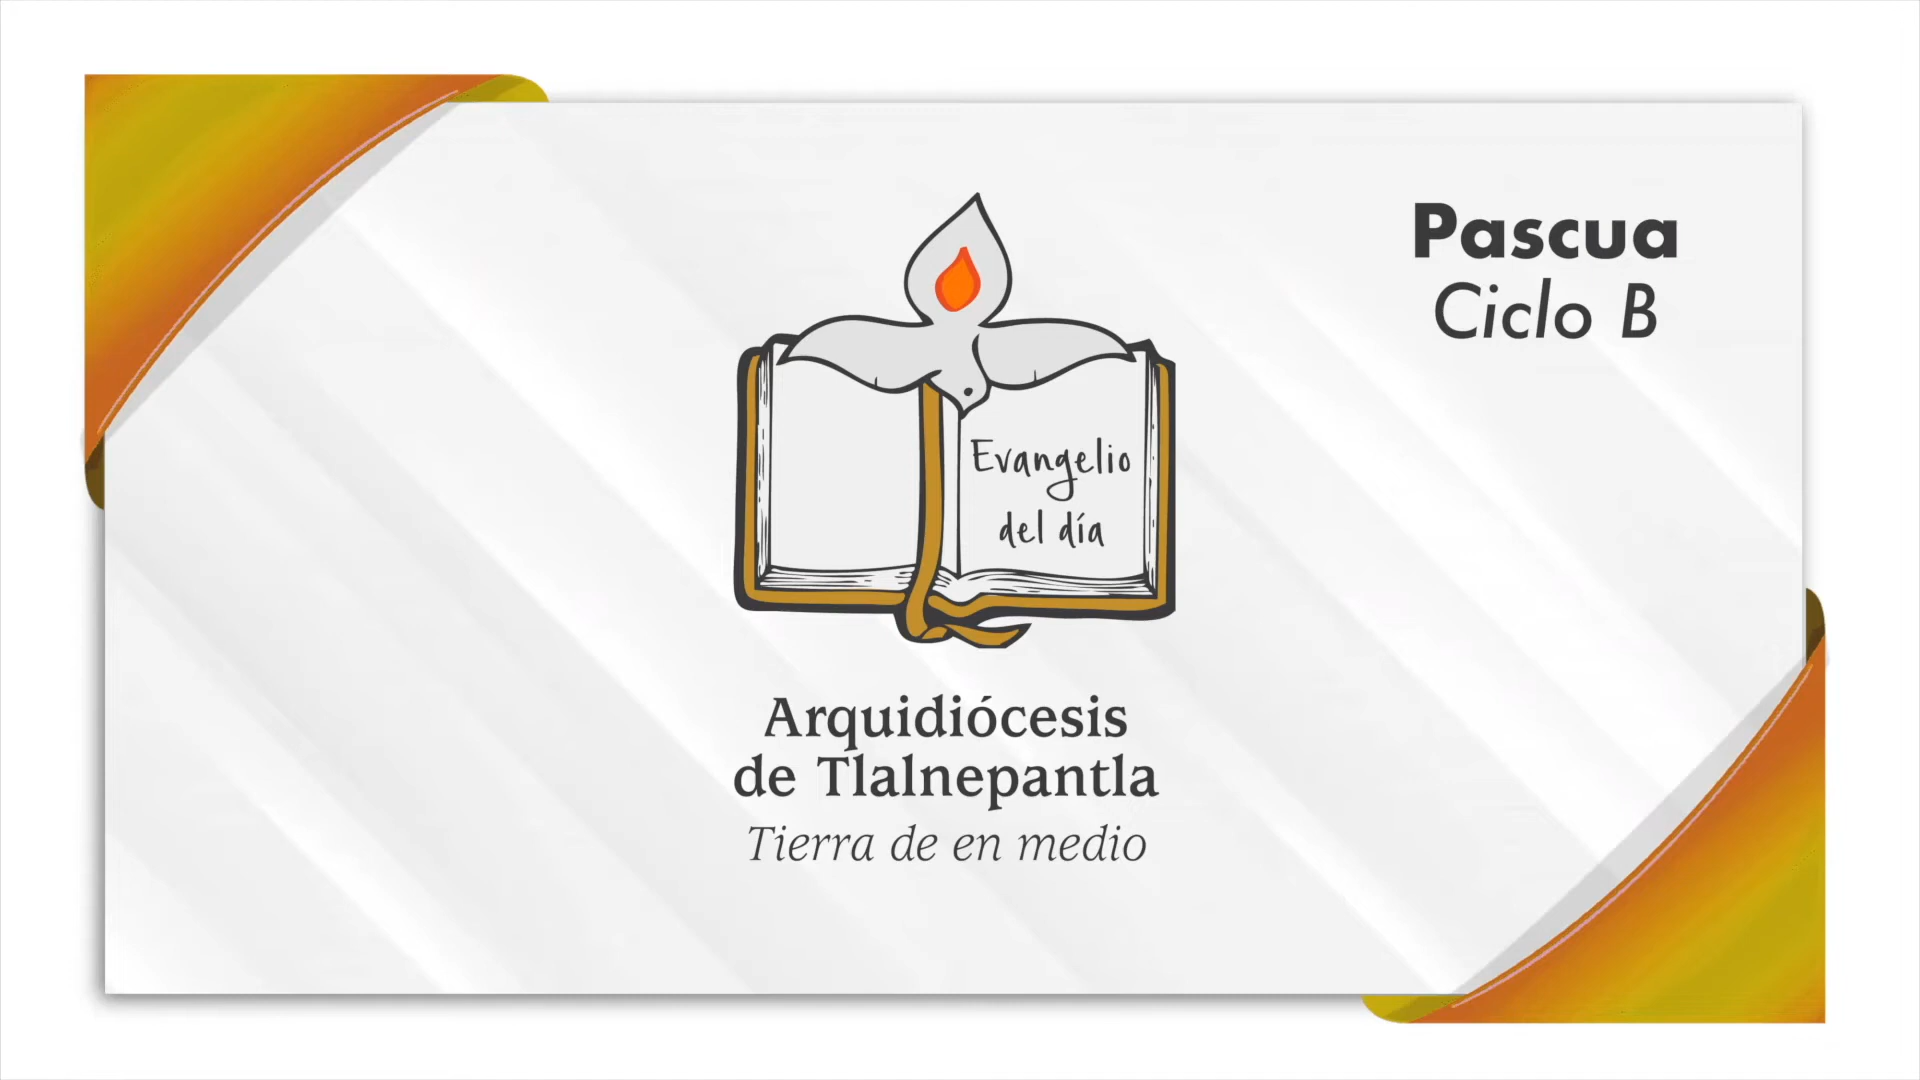 Pascua
Ciclo B
Evangelio
del día
Arquidiócesis
de Tlalnepantla
Tierra de en medio